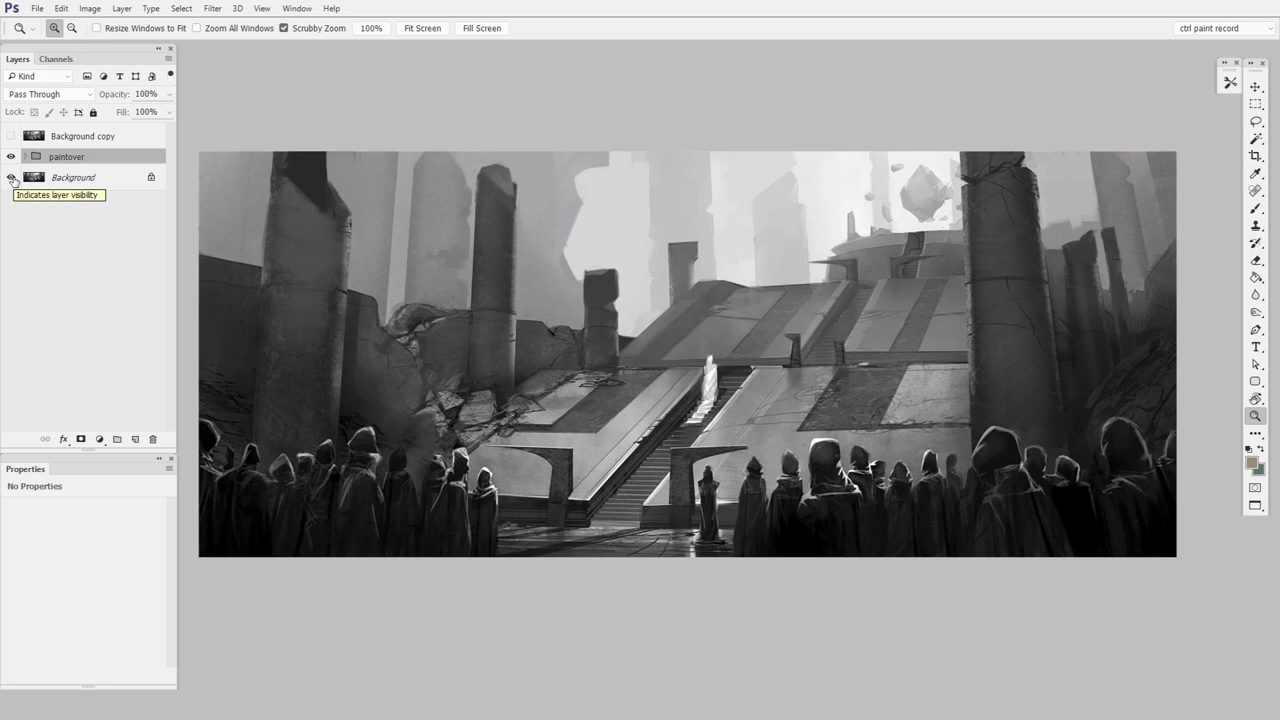 Ps File Edit Image Layer Type Select Filter 3D View Window Help
Resize Windows to Fit Zoom All Windows Scrubby Zoom 100% Fit Screen Fill Screen ctrl paint record
Layers Channels
Kind
Pass Through Opacity: 100%
Lock: Fill: 100%
Background copy
paintover
Background
Indicates layer visibility
fx
Properties
No Properties